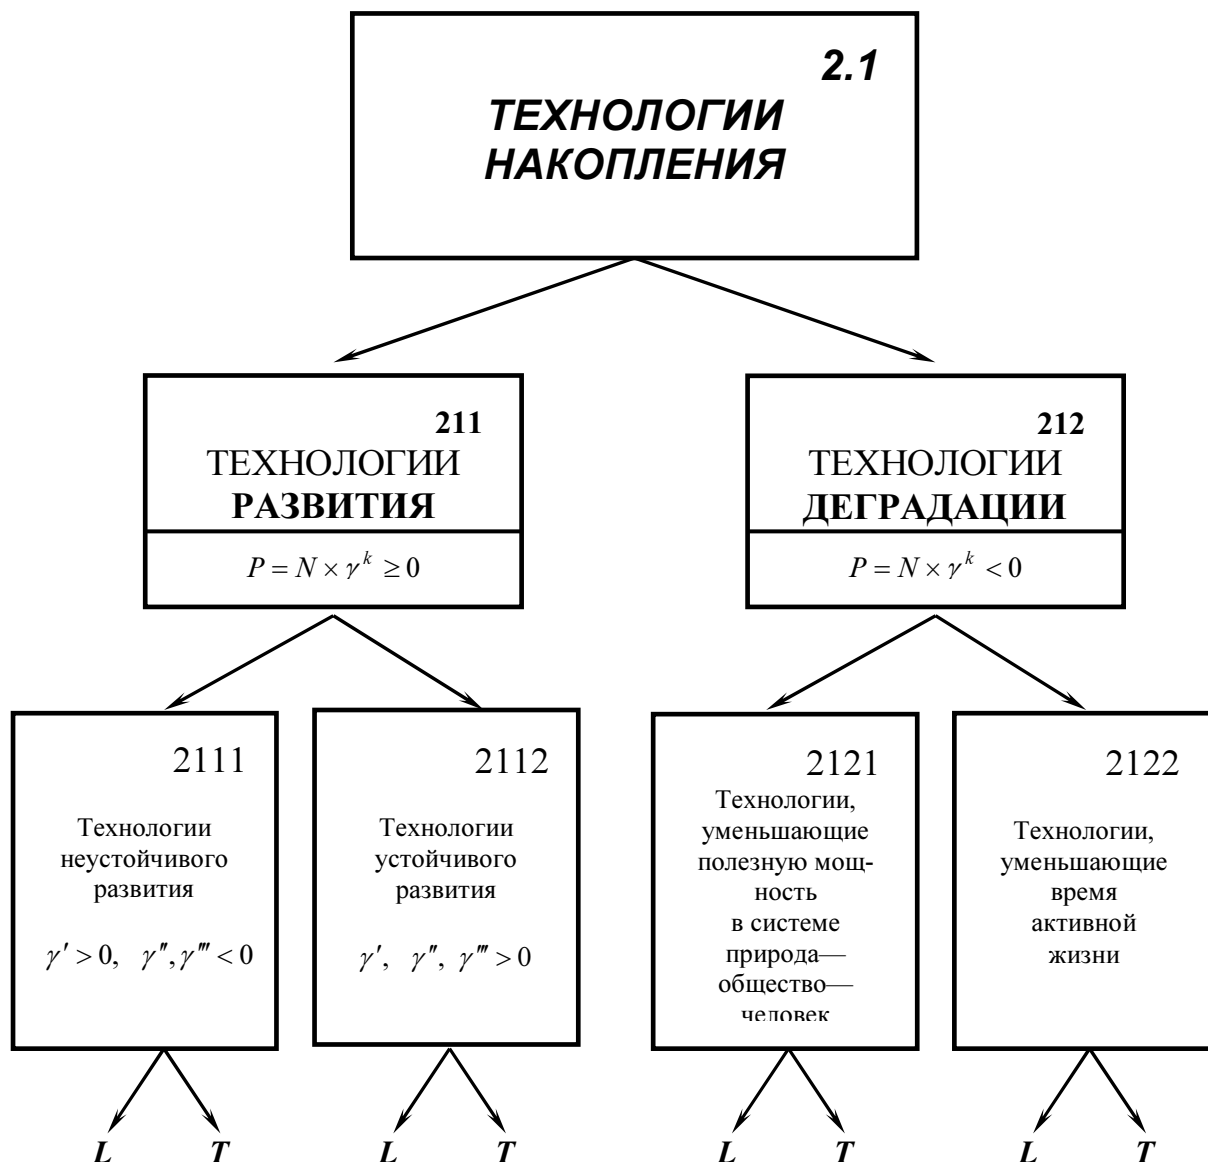 2.1
ТЕХНОЛОГИИ
НАКОПЛЕНИЯ
211
ТЕХНОЛОГИИ
РАЗВИТИЯ
P = N × γ^k ≥ 0
212
ТЕХНОЛОГИИ
ДЕГРАДАЦИИ
P = N × γ^k < 0
2111
Технологии
неустойчивого
развития
γ′ > 0, γ″, γ‴ < 0
2112
Технологии
устойчивого
развития
γ′, γ″, γ‴ > 0
2121
Технологии,
уменьшающие
полезную мощ-
ность
в системе
природа—
общество—
человек
2122
Технологии,
уменьшающие
время
активной
жизни
L T L T L T L T